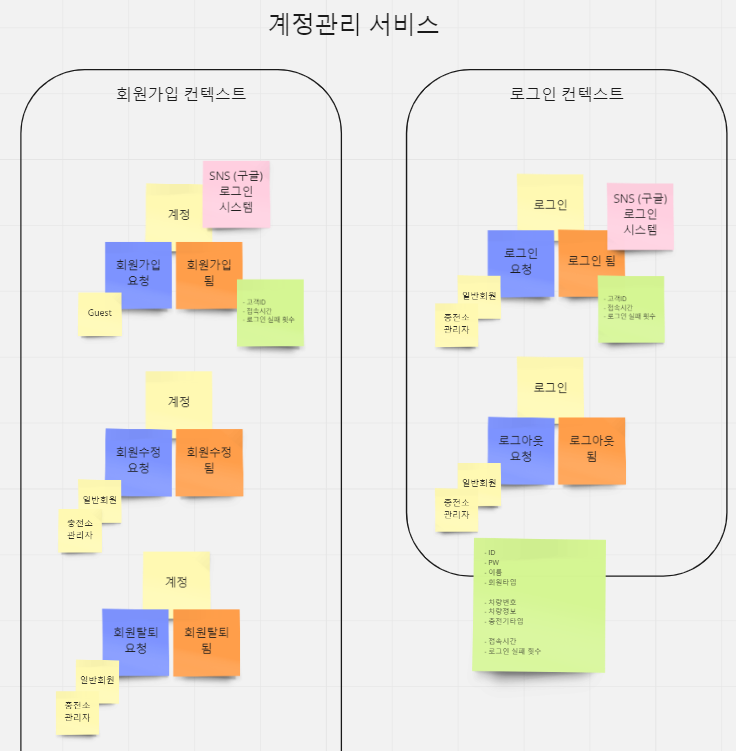 계정관리 서비스
회원가입 컨텍스트
SNS (구글)
로그인
시스템
계정
회원가입
요청
회원가입
됨
Guest
- 고객ID
- 접속시간
- 로그인 실패 횟수
계정
회원수정
요청
회원수정
됨
일반회원
충전소
관리자
계정
회원탈퇴
요청
회원탈퇴
됨
일반회원
충전소
관리자
로그인 컨텍스트
로그인
SNS (구글)
로그인
시스템
로그인
요청
로그인 됨
일반회원
충전소
관리자
- 고객ID
- 접속시간
- 로그인 실패 횟수
로그인
로그아웃
요청
로그아웃
됨
일반회원
충전소
관리자
- ID
- PW
- 이름
- 회원타입
- 차량번호
- 차량정보
- 충전기타입
- 접속시간
- 로그인 실패 횟수